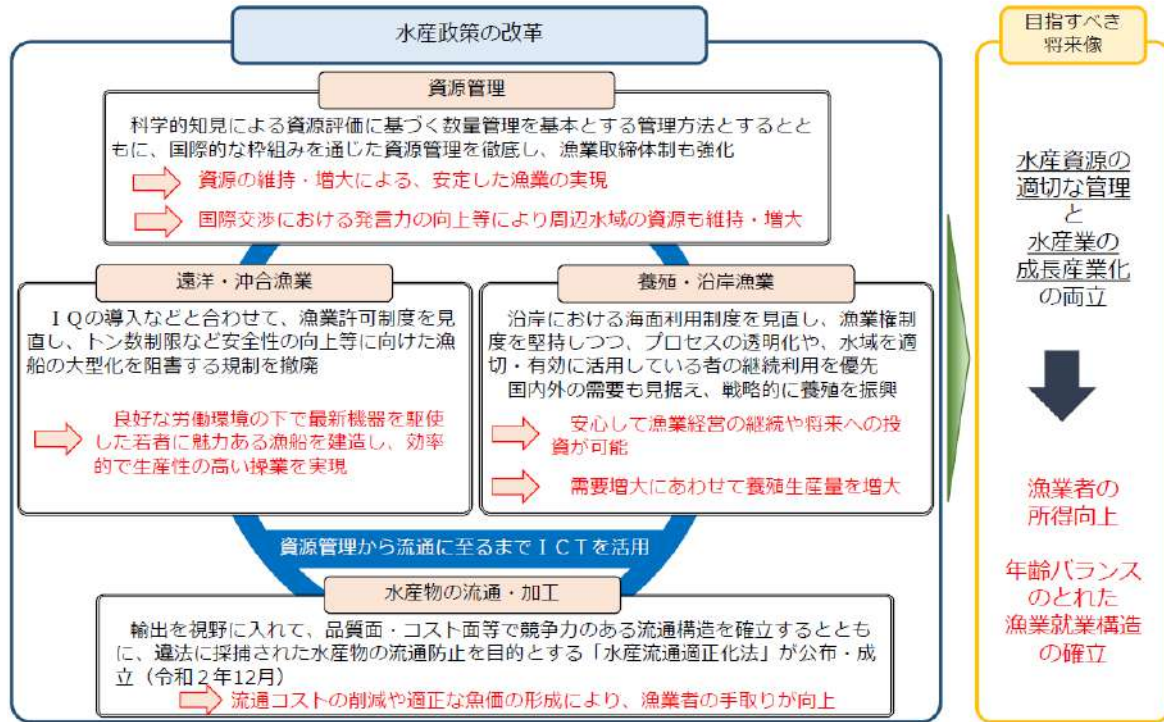 水産政策の改革
資源管理
科学的知見による資源評価に基づく数量管理を基本とする管理方法とするとと
もに、国際的な枠組みを通じた資源管理を徹底し、漁業取締体制も強化
資源の維持・増大による、安定した漁業の実現
国際交渉における発言力の向上等により周辺水域の資源も維持・増大
遠洋・沖合漁業
ＩＱの導入などと合わせて、漁業許可制度を見
直し、トン数制限など安全性の向上等に向けた漁
船の大型化を阻害する規制を撤廃
良好な労働環境の下で最新機器を駆使
した若者に魅力ある漁船を建造し、効率
的で生産性の高い操業を実現
養殖・沿岸漁業
沿岸における海面利用制度を見直し、漁業権制
度を堅持しつつ、プロセスの透明化や、水域を適
切・有効に活用している者の継続利用を優先
国内外の需要も見据え、戦略的に養殖を振興
安心して漁業経営の継続や将来への投
資が可能
需要増大にあわせて養殖生産量を増大
資源管理から流通に至るまでＩＣＴを活用
水産物の流通・加工
輸出を視野に入れて、品質面・コスト面等で競争力のある流通構造を確立するととも
に、違法に採捕された水産物の流通防止を目的とする「水産流通適正化法」が公布・成
立（令和２年12月）
流通コストの削減や適正な魚価の形成により、漁業者の手取りが向上
目指すべき
将来像
水産資源の
適切な管理
と
水産業の
成長産業化
の両立
漁業者の
所得向上
年齢バランス
のとれた
漁業就業構造
の確立